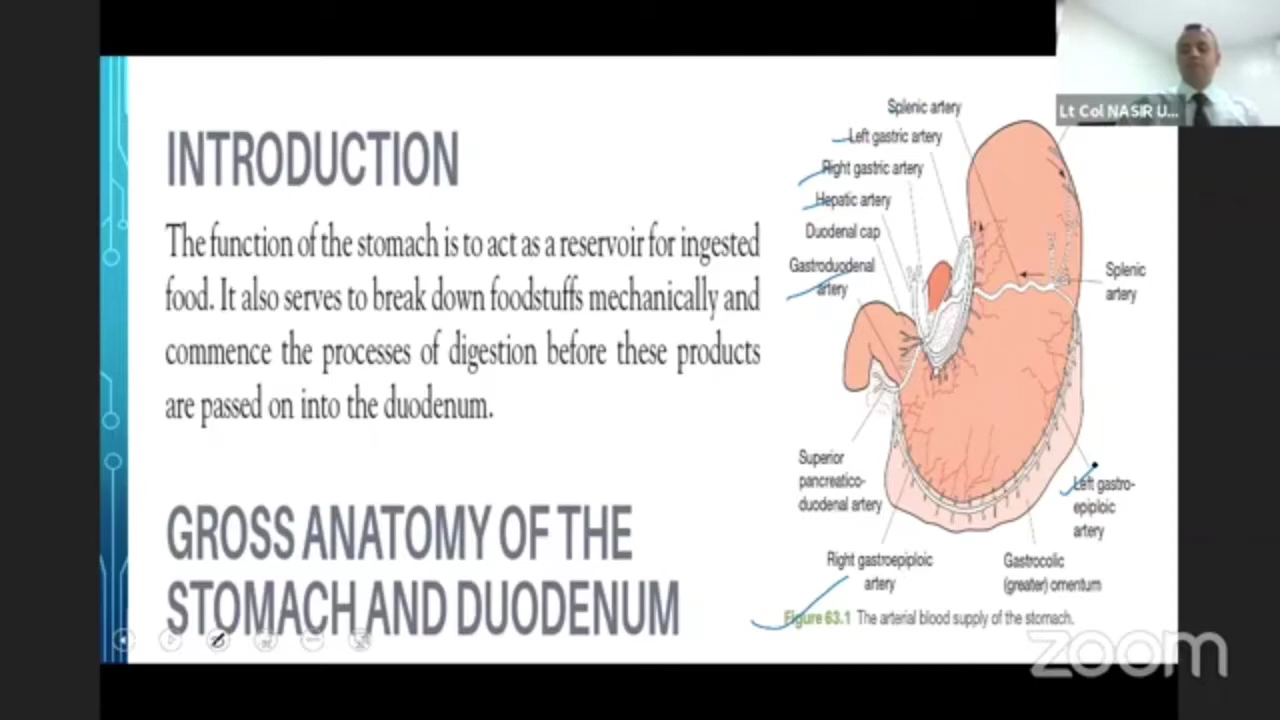 Lt Col NASIR U...
INTRODUCTION
The function of the stomach is to act as a reservoir for ingested
food. It also serves to break down foodstuffs mechanically and
commence the processes of digestion before these products
are passed on into the duodenum.
GROSS ANATOMY OF THE
STOMACH AND DUODENUM
Splenic artery
Left gastric artery
Right gastric artery
Hepatic artery
Duodenal cap
Gastroduodenal
artery
Splenic
artery
Superior
pancreatico-
duodenal artery
Left gastro-
epiploic
artery
Right gastroepiploic
artery
Gastrocolic
(greater) omentum
Figure 63.1 The arterial blood supply of the stomach.
zoom